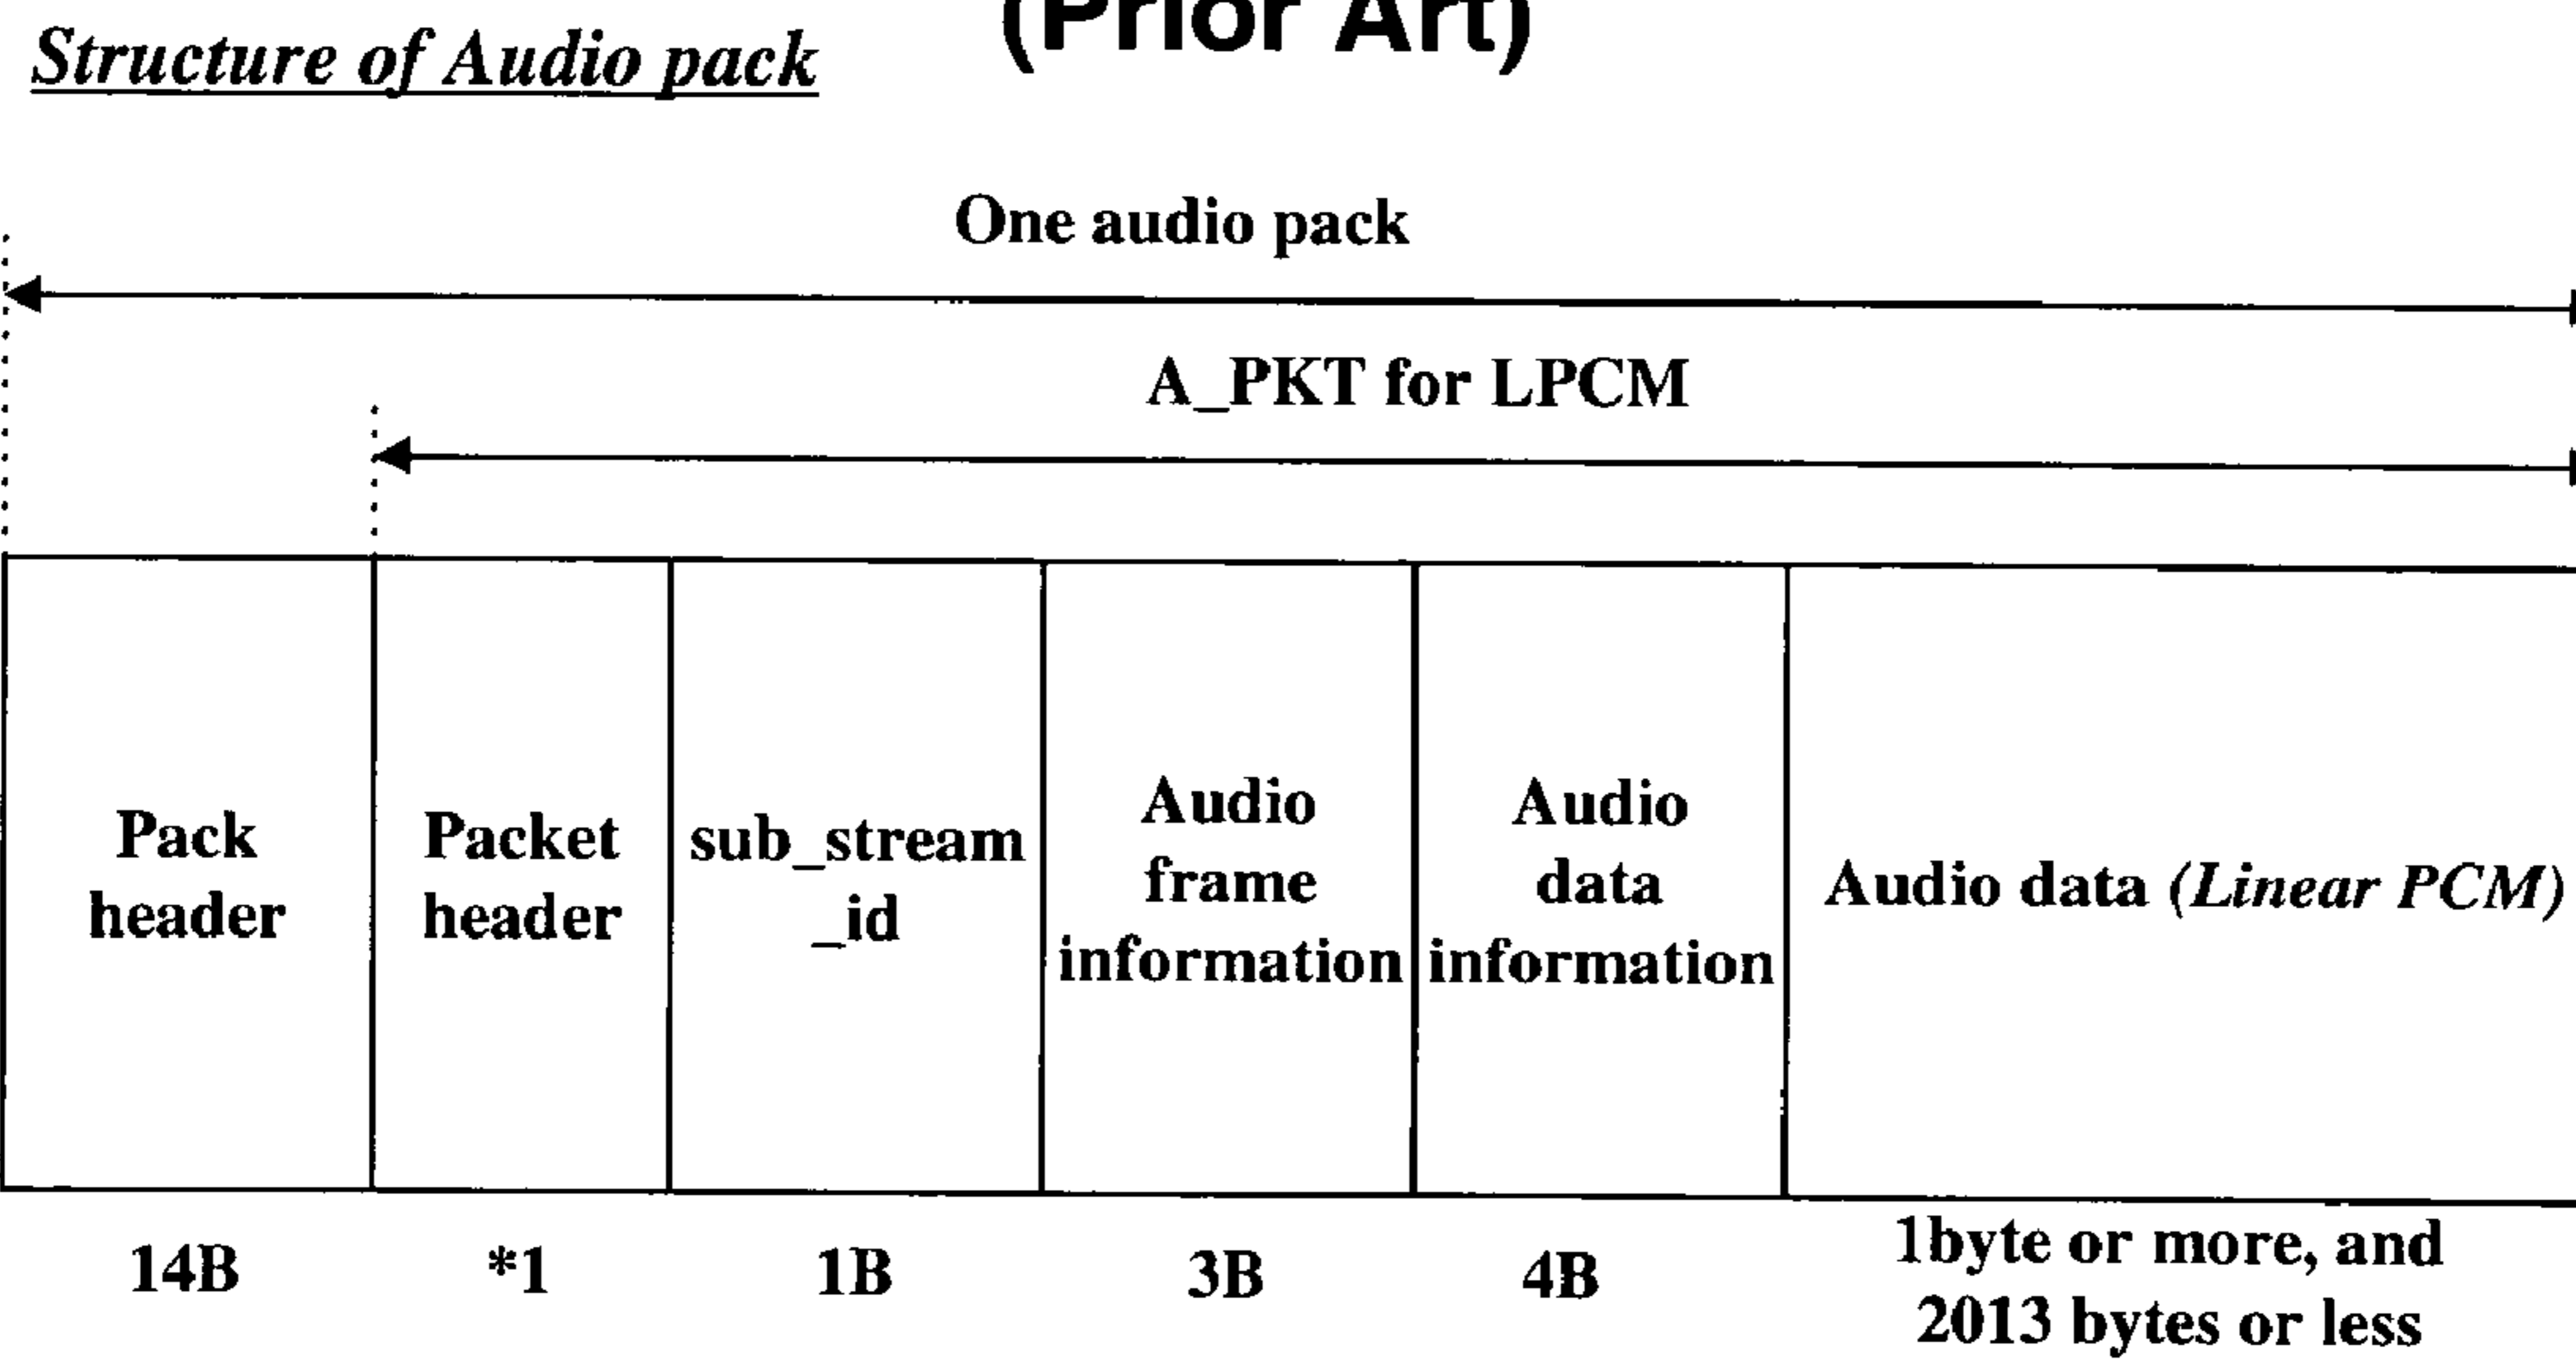 (Prior Art)
Structure of Audio pack
One audio pack
A_PKT for LPCM
Pack
header
Packet
header
sub_stream
_id
Audio
frame
information
Audio
data
information
Audio data (Linear PCM)
14B
*1
1B
3B
4B
1byte or more, and
2013 bytes or less